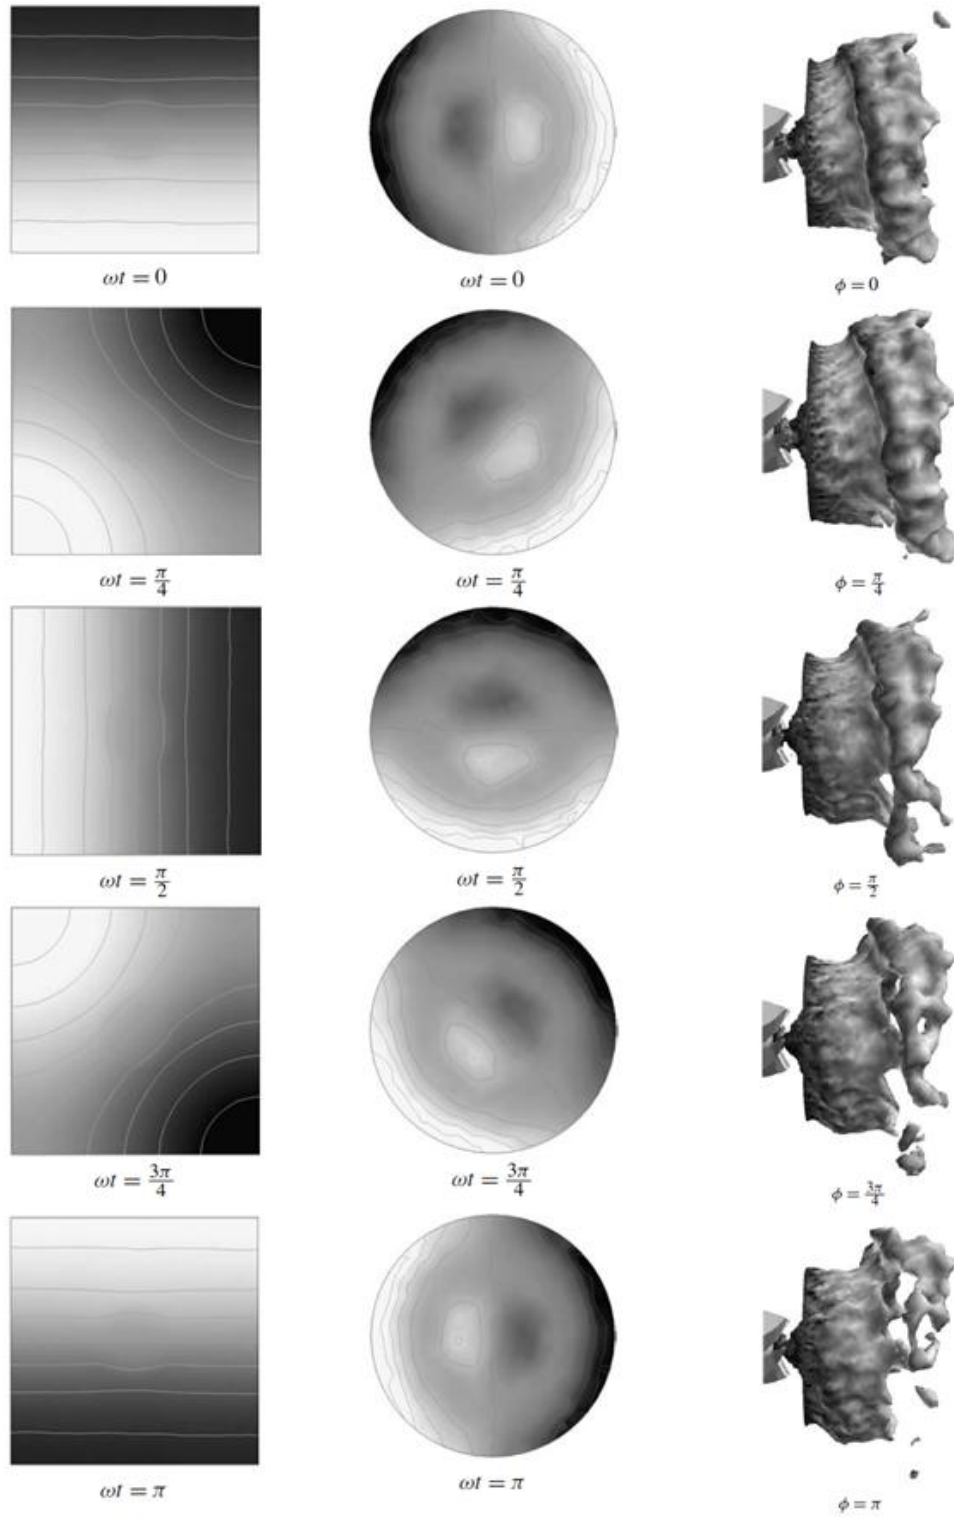 ωt = 0 ωt = 0 ϕ = 0
ωt = π/4 ωt = π/4 ϕ = π/4
ωt = π/2 ωt = π/2 ϕ = π/2
ωt = 3π/4 ωt = 3π/4 ϕ = 3π/4
ωt = π ωt = π ϕ = π